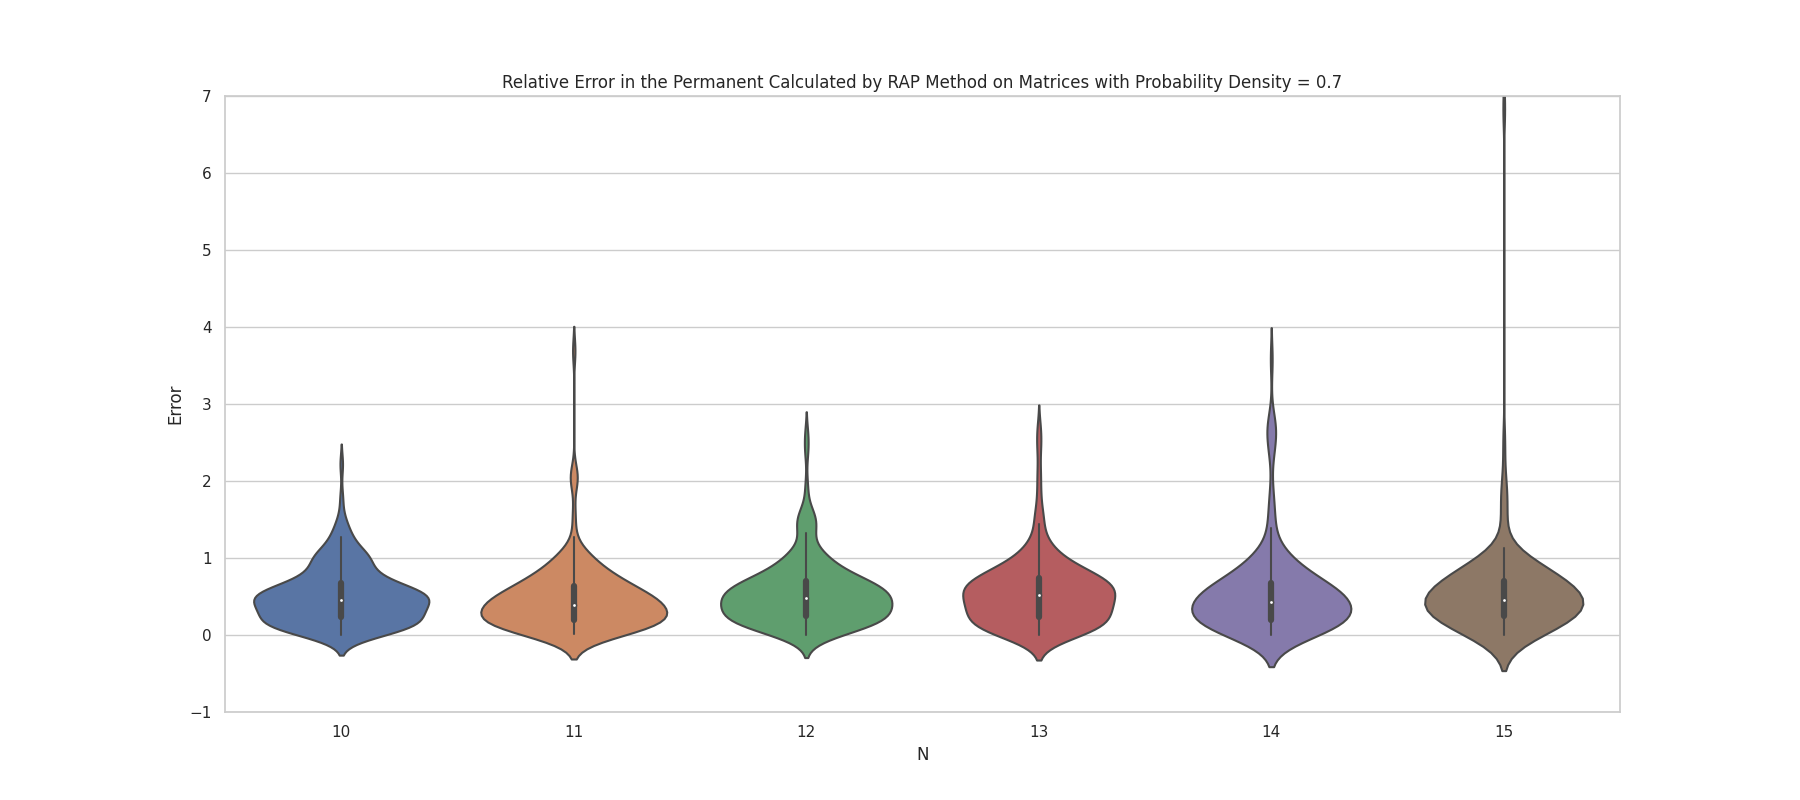 Relative Error in the Permanent Calculated by RAP Method on Matrices with Probability Density = 0.7
7
6
5
4
3
2
1
0
−1
Error
10 11 12 13 14 15
N